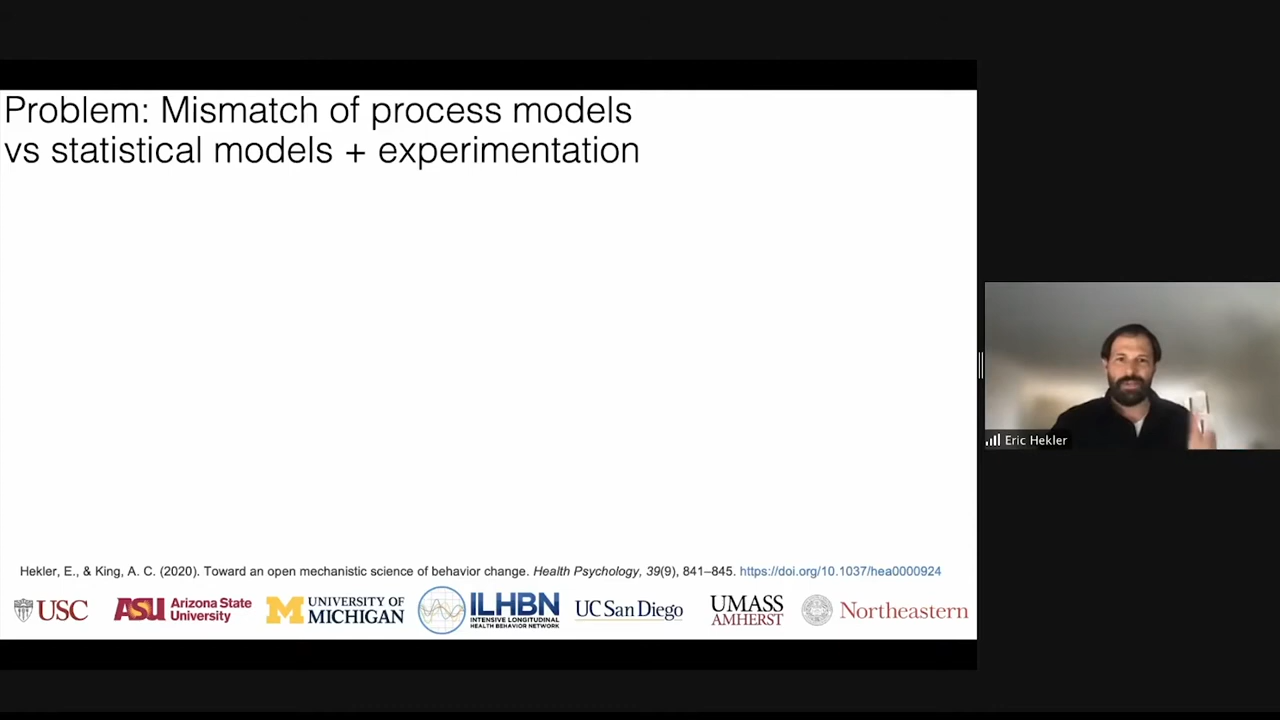 Problem: Mismatch of process models
vs statistical models + experimentation
Eric Hekler
Hekler, E., & King, A. C. (2020). Toward an open mechanistic science of behavior change. Health Psychology, 39(9), 841–845. https://doi.org/10.1037/hea0000924
USC
ASU Arizona State
University
M UNIVERSITY OF
MICHIGAN
ILHBN
INTENSIVE LONGITUDINAL
HEALTH BEHAVIOR NETWORK
UC San Diego
UMASS
AMHERST
Northeastern